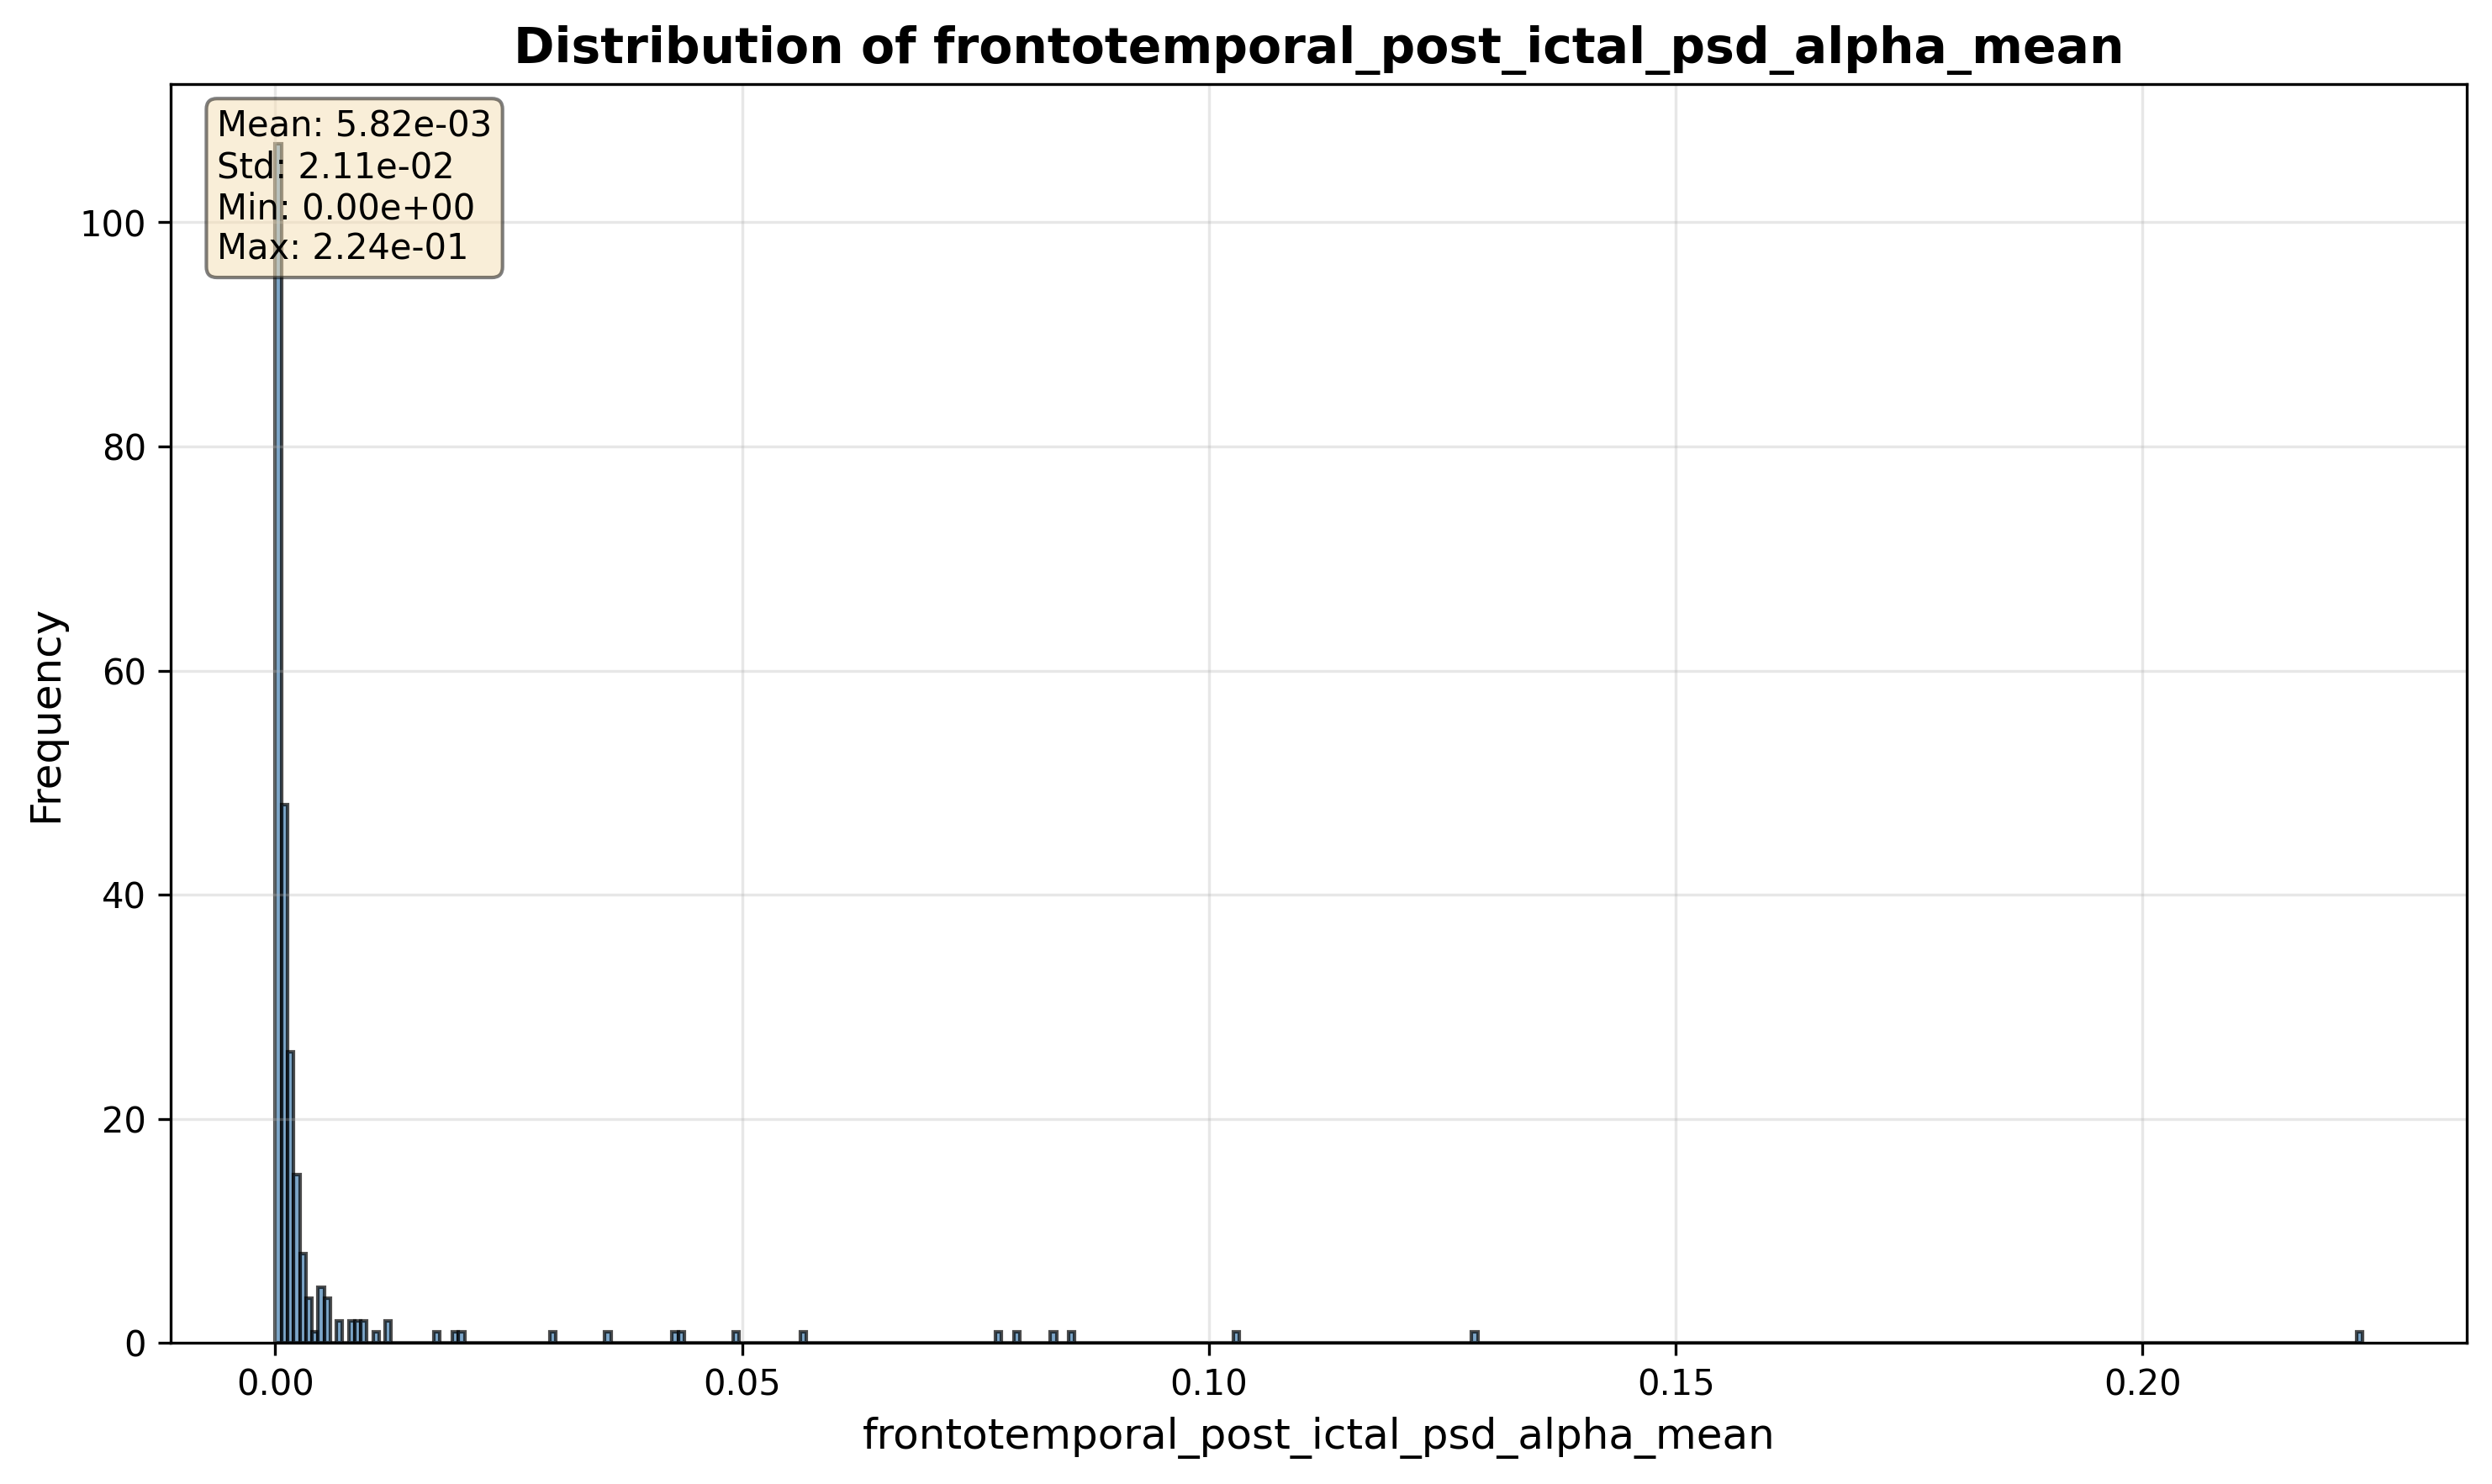 Distribution of frontotemporal_post_ictal_psd_alpha_mean
Mean: 5.82e-03
Std: 2.11e-02
Min: 0.00e+00
Max: 2.24e-01
100
80
60
40
20
0
Frequency
0.00 0.05 0.10 0.15 0.20
frontotemporal_post_ictal_psd_alpha_mean